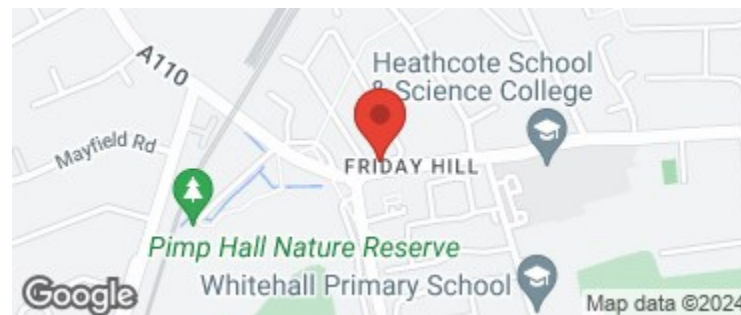 A110
Heathcote School
& Science College
Mayfield Rd
FRIDAY HILL
Pimp Hall Nature Reserve
Whitehall Primary School
Google
Map data ©2024